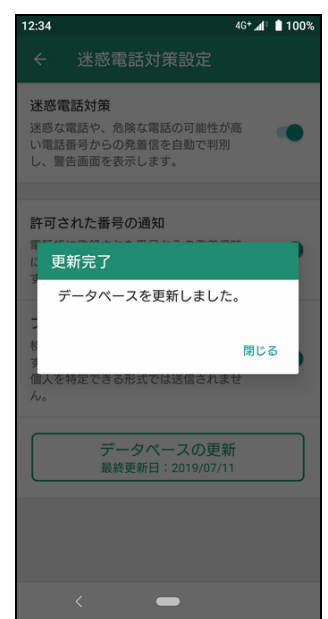 12:34 4G+ 100%
迷惑電話対策設定
迷惑電話対策
迷惑な電話や、危険な電話の可能性が高
い電話番号からの発着信を自動で判別
し、警告画面を表示します。
許可された番号の通知
更新完了
データベースを更新しました。
閉じる
個人を特定できる形式では送信されませ
ん。
データベースの更新
最終更新日:2019/07/11